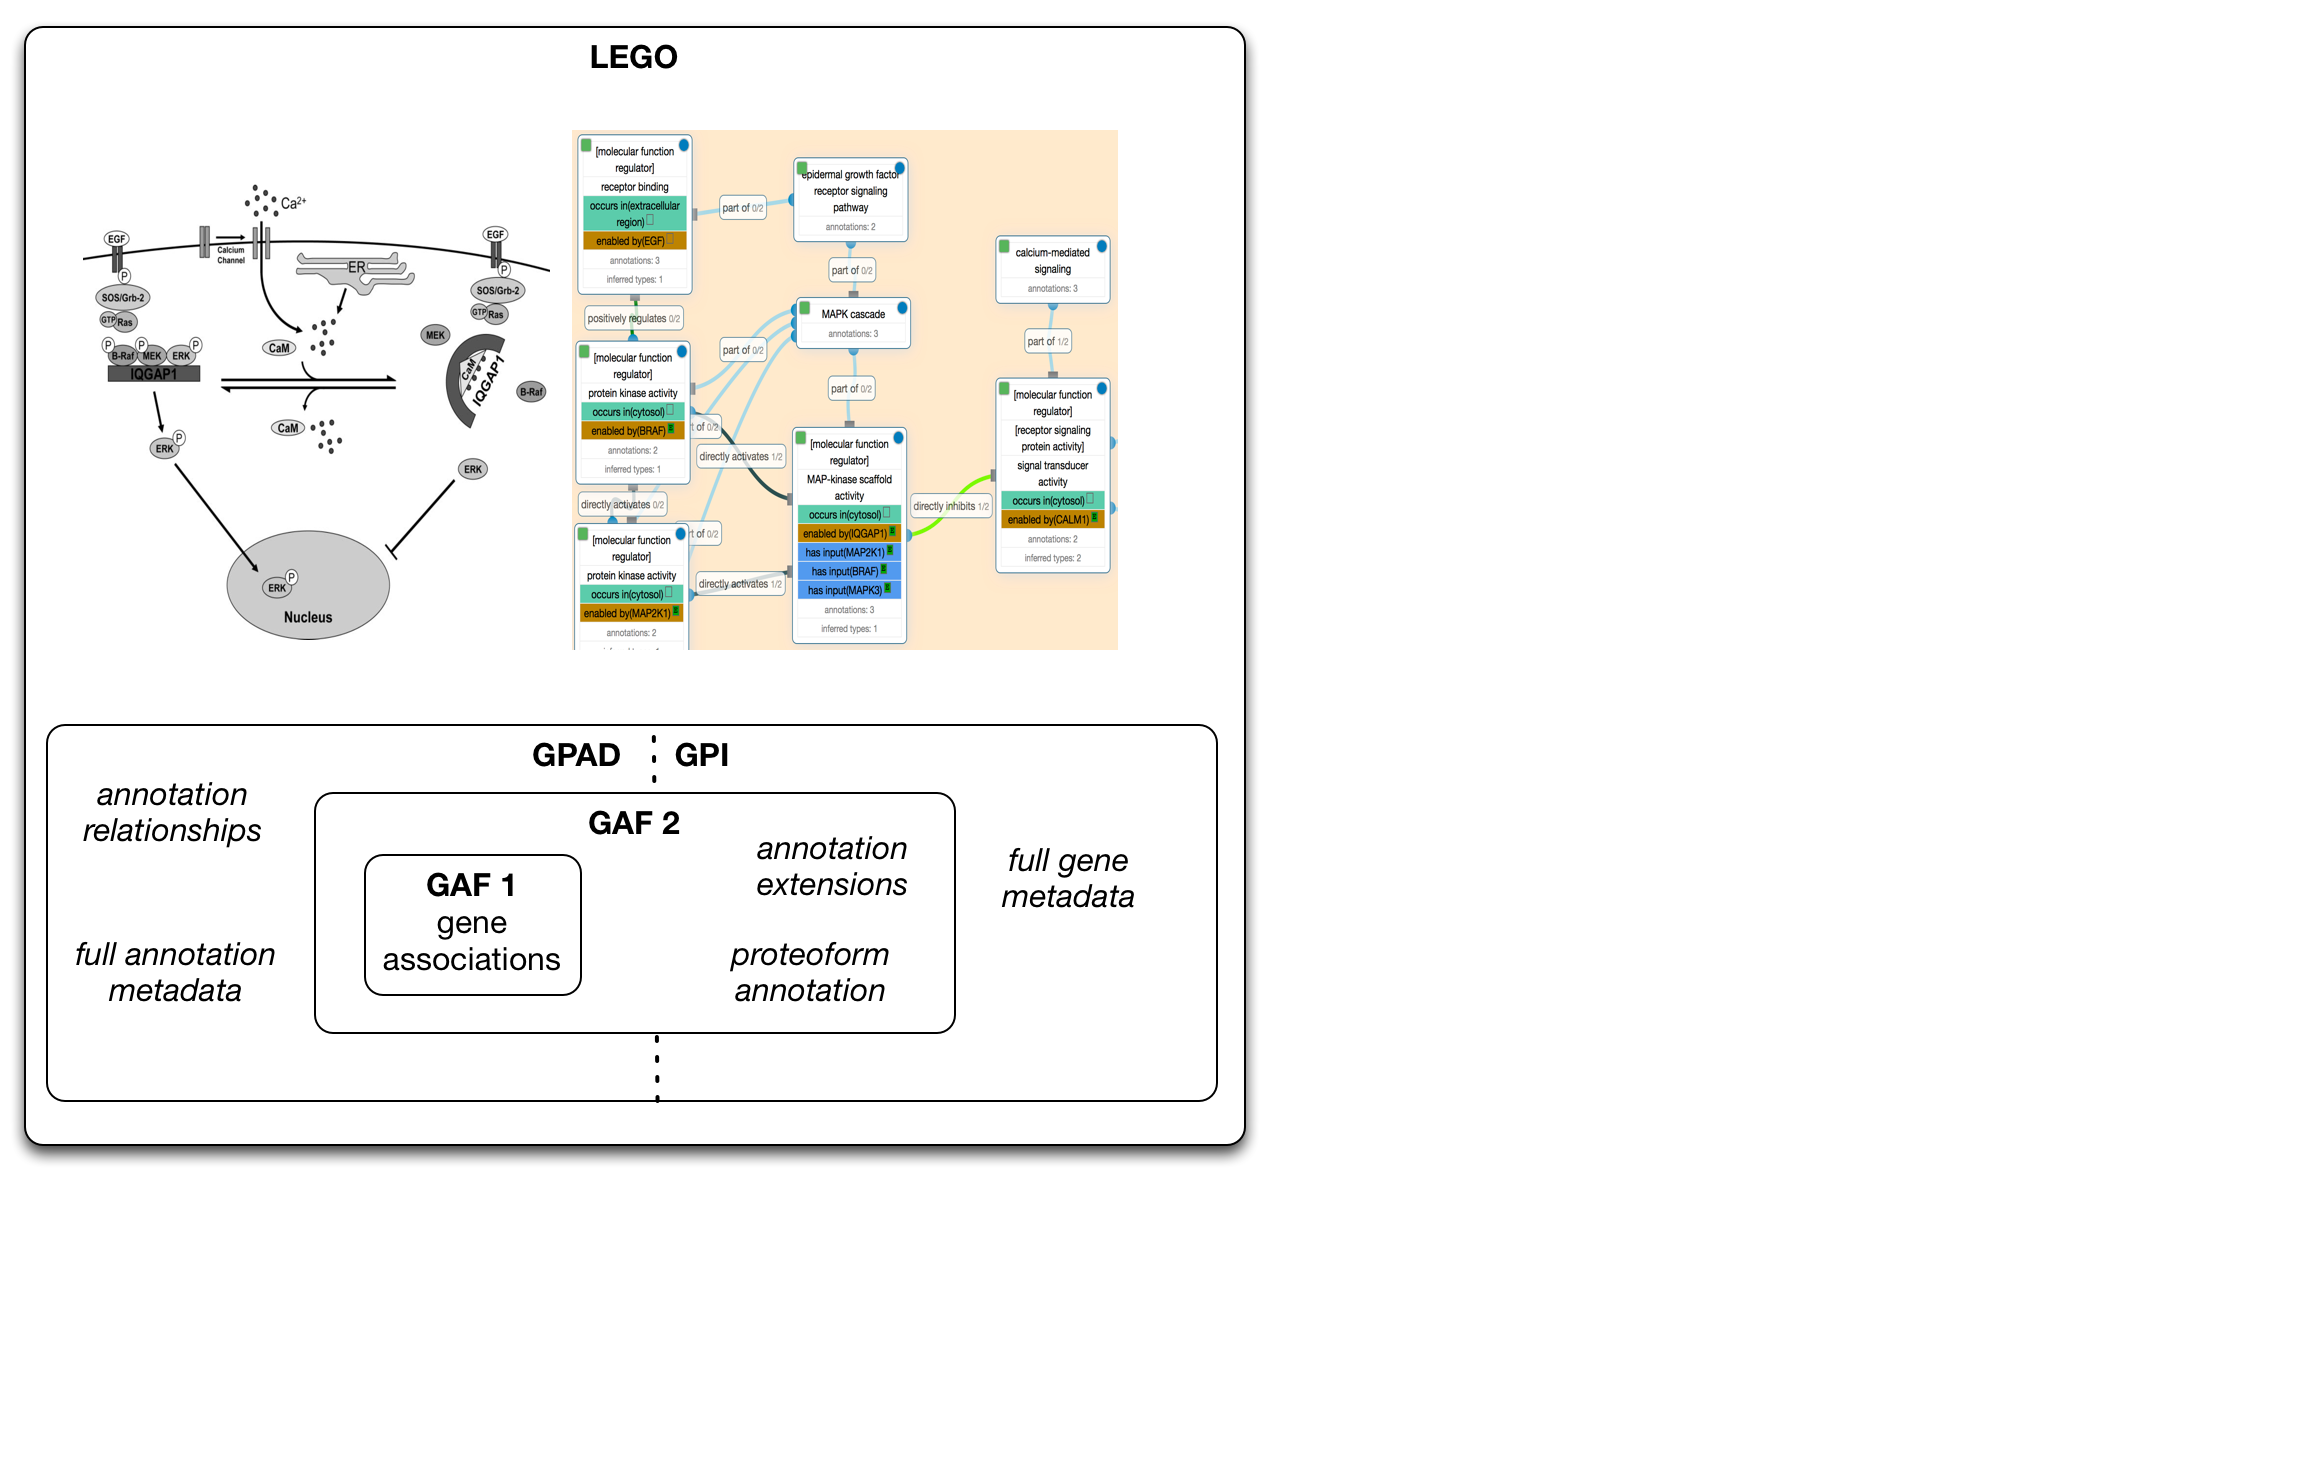 LEGO
Ca2+
EGF
Calcium
Channel
ER
EGF
P
SOS/Grb-2
GTP
Ras
P
P
P
B-Raf
MEK
ERK
IQGAP1
CaM
CaM
P
ERK
P
SOS/Grb-2
GTP
Ras
MEK
CaM
IQGAP1
B-Raf
ERK
P
ERK
Nucleus
[molecular function
regulator]
receptor binding
occurs in(extracellular
region)
enabled by(EGF)
annotations: 3
inferred types: 1
part of 0/2
epidermal growth factor
receptor signaling
pathway
annotations: 2
part of 0/2
positively regulates 0/2
MAPK cascade
annotations: 3
part of 0/2
part of 0/2
[molecular function
regulator]
protein kinase activity
occurs in(cytosol)
enabled by(BRAF)
annotations: 2
inferred types: 1
rt of 0/2
directly activates 1/2
directly activates 0/2
rt of 0/2
[molecular function
regulator]
protein kinase activity
occurs in(cytosol)
enabled by(MAP2K1)
annotations: 2
directly activates 1/2
[molecular function
regulator]
MAP-kinase scaffold
activity
occurs in(cytosol)
enabled by(IQGAP1)
has input(MAP2K1)
has input(BRAF)
has input(MAPK3)
annotations: 3
inferred types: 1
directly inhibits 1/2
calcium-mediated
signaling
annotations: 3
part of 1/2
[molecular function
regulator]
[receptor signaling
protein activity]
signal transducer
activity
occurs in(cytosol)
enabled by(CALM1)
annotations: 2
inferred types: 2
GPAD
GPI
annotation
relationships
full annotation
metadata
GAF 2
GAF 1
gene
associations
annotation
extensions
proteoform
annotation
full gene
metadata